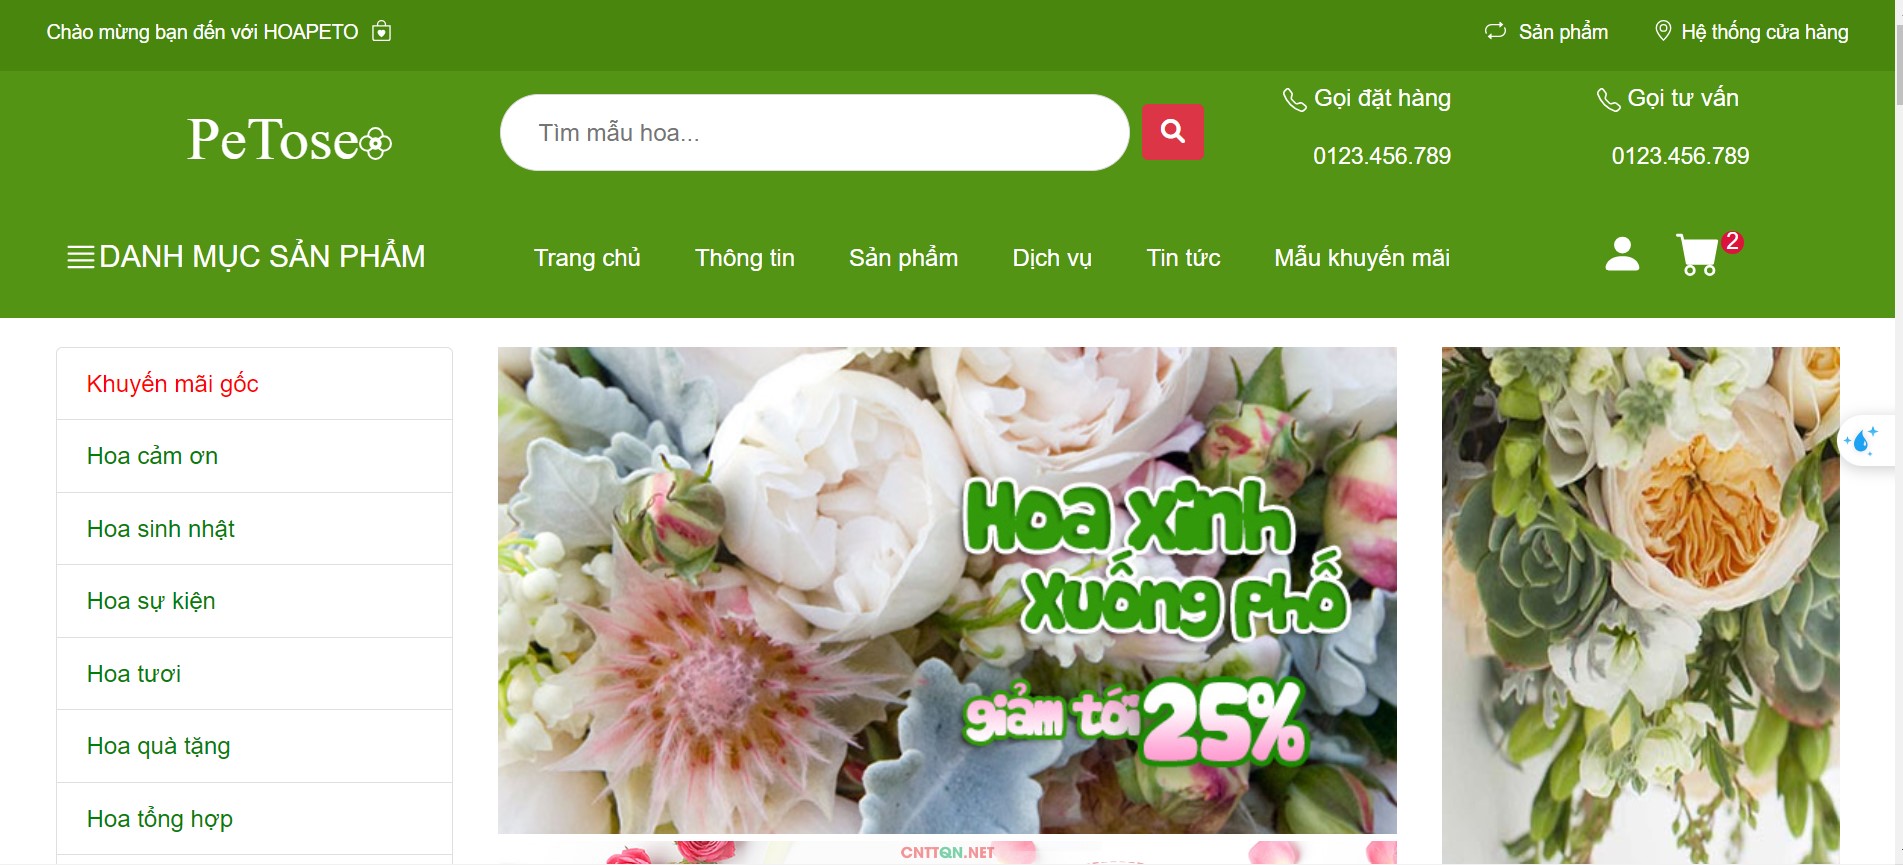 Chào mừng bạn đến với HOAPETO
Sản phẩm
Hệ thống cửa hàng
PeTose
Tìm mẫu hoa...
Gọi đặt hàng
0123.456.789
Gọi tư vấn
0123.456.789
DANH MỤC SẢN PHẨM
Trang chủ
Thông tin
Sản phẩm
Dịch vụ
Tin tức
Mẫu khuyến mãi
2
Khuyến mãi gốc
Hoa cảm ơn
Hoa sinh nhật
Hoa sự kiện
Hoa tươi
Hoa quà tặng
Hoa tổng hợp
Hoa xinh
xuống phố
giảm tới 25%
CNTTQN.NET